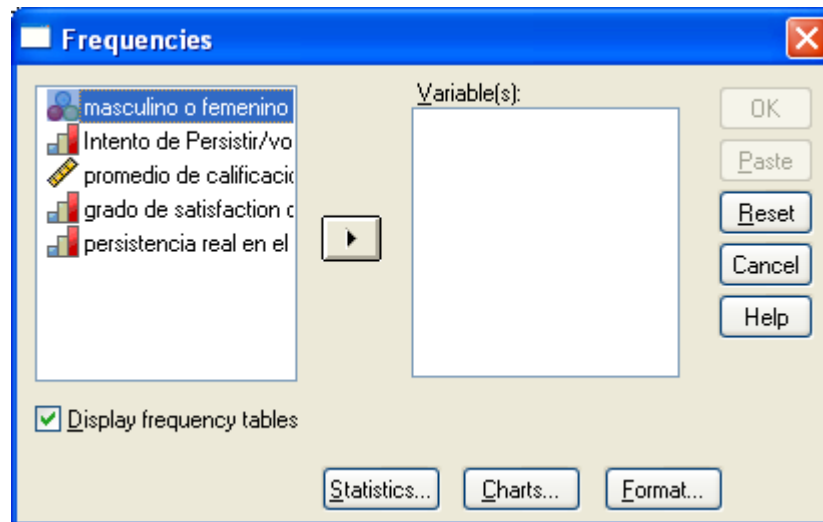 Frequencies
masculino o femenino
Intento de Persistir/vo
promedio de calificaci
grado de satisfaction
persistencia real en el
Variable(s):
OK
Paste
Reset
Cancel
Help
Display frequency tables
Statistics...
Charts...
Format...